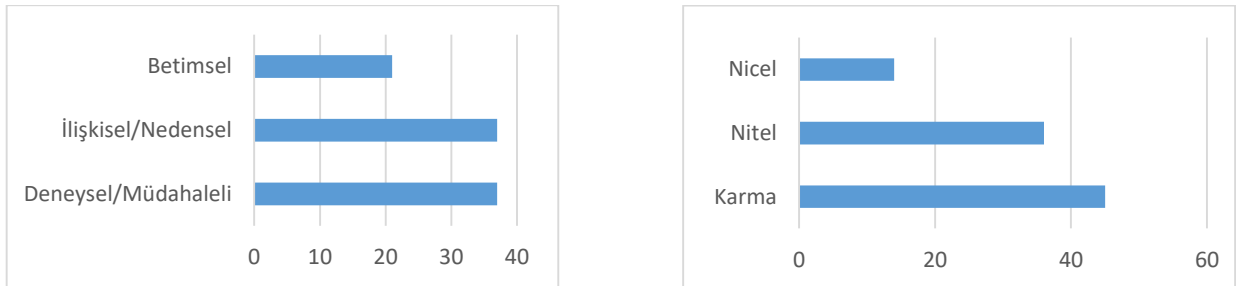 Betimsel
İlişkisel/Nedensel
Deneysel/Müdahaleli
0 10 20 30 40
Nicel
Nitel
Karma
0 20 40 60